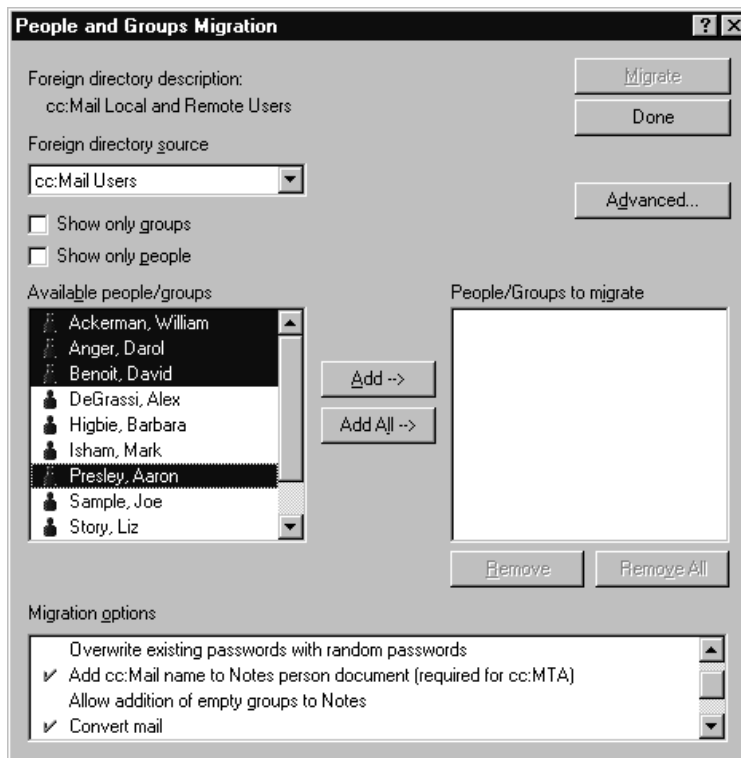 People and Groups Migration
Foreign directory description:
cc:Mail Local and Remote Users
Migrate
Done
Foreign directory source
cc:Mail Users
Advanced...
Show only groups
Show only people
Available people/groups
People/Groups to migrate
Ackerman, William
Anger, Darol
Benoit, David
DeGrassi, Alex
Higbie, Barbara
Isham, Mark
Presley, Aaron
Sample, Joe
Story, Liz
Add -->
Add All -->
Remove
Remove All
Migration options
Overwrite existing passwords with random passwords
Add cc:Mail name to Notes person document (required for cc:MTA)
Allow addition of empty groups to Notes
Convert mail